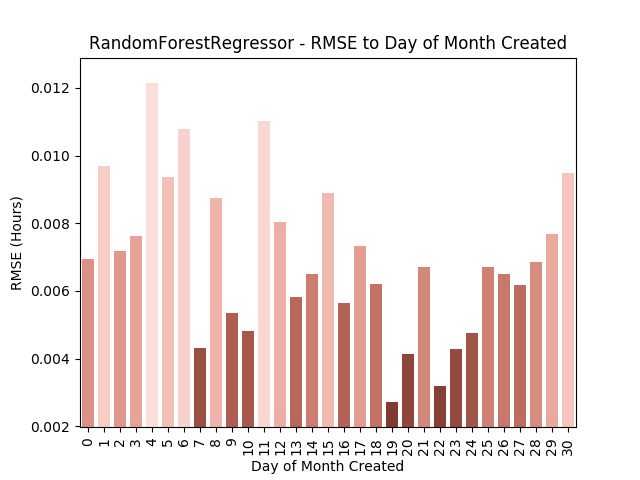 RandomForestRegressor - RMSE to Day of Month Created
0.012
0.010
0.008
0.006
0.004
0.002
RMSE (Hours)
0 1 2 3 4 5 6 7 8 9 10 11 12 13 14 15 16 17 18 19 20 21 22 23 24 25 26 27 28 29 30
Day of Month Created